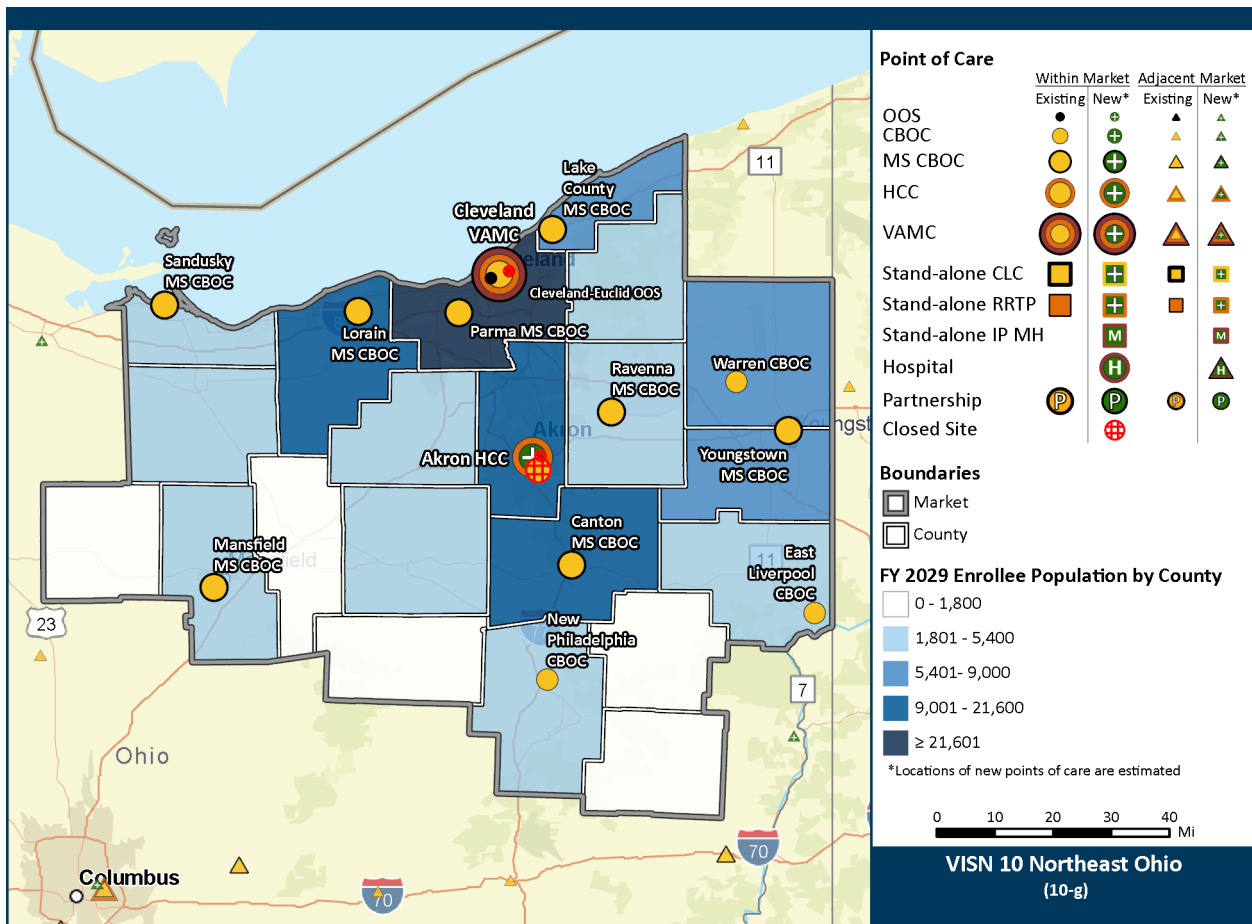 11
Lake
County
MS CBOC
Cleveland
VAMC
eland
Cleveland-Euclid OOS
Sandusky
MS CBOC
Lorain
MS CBOC
Parma MS CBOC
Ravenna
MS CBOC
Warren CBOC
Youngst
Youngstown
MS CBOC
Akron
Akron HCC
Canton
MS CBOC
Mansfield
MS CBOC
field
11
East
Liverpool
CBOC
New
Philadelphia
CBOC
23
7
Ohio
Columbus
70
70
Point of Care
Within Market Adjacent Market
Existing New* Existing New*
OOS
CBOC
MS CBOC
HCC
VAMC
Stand-alone CLC
Stand-alone RRTP
Stand-alone IP MH M M
Hospital H H
Partnership P P P P
Closed Site
Boundaries
Market
County
FY 2029 Enrollee Population by County
0 - 1,800
1,801 - 5,400
5,401- 9,000
9,001 - 21,600
≥ 21,601
*Locations of new points of care are estimated
0 10 20 30 40
Mi
VISN 10 Northeast Ohio
(10-g)